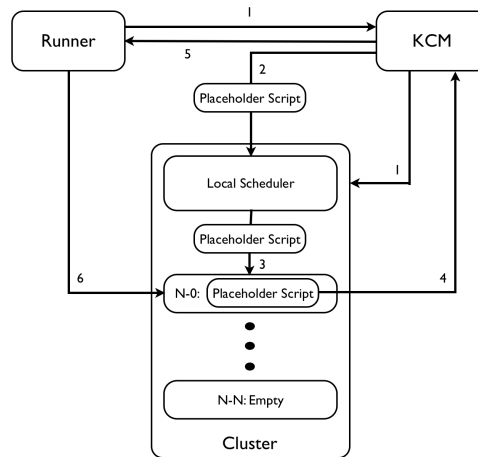 1
Runner
KCM
5
2
Placeholder Script
Local Scheduler
1
Placeholder Script
3
6
4
N-0:
Placeholder Script
N-N: Empty
Cluster